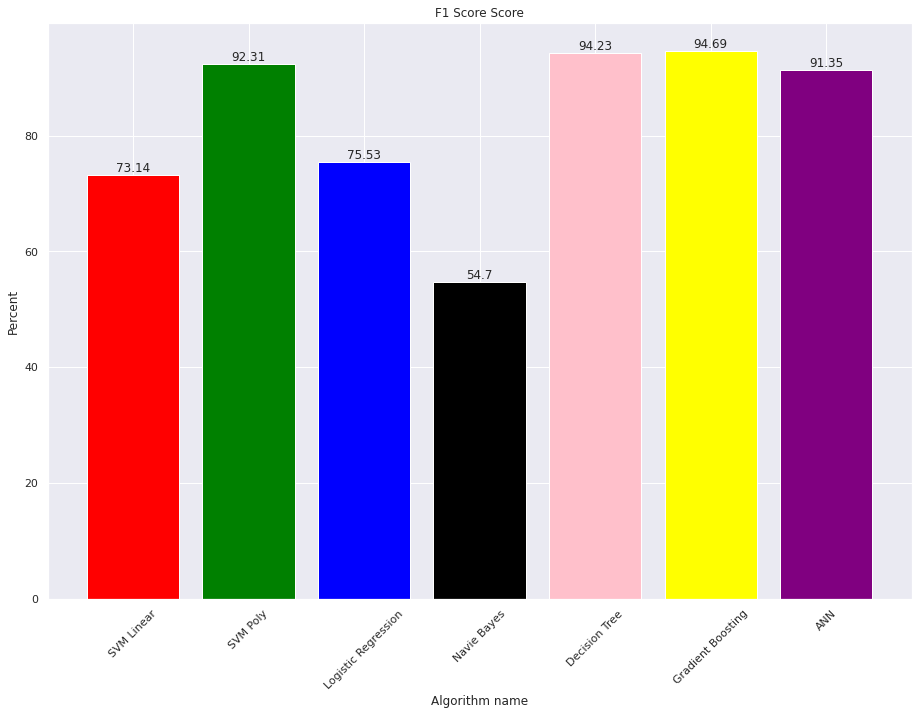 F1 Score Score
73.14
92.31
75.53
54.7
94.23
94.69
91.35
Percent
80
60
40
20
0
SVM Linear
SVM Poly
Logistic Regression
Navie Bayes
Decision Tree
Gradient Boosting
ANN
Algorithm name